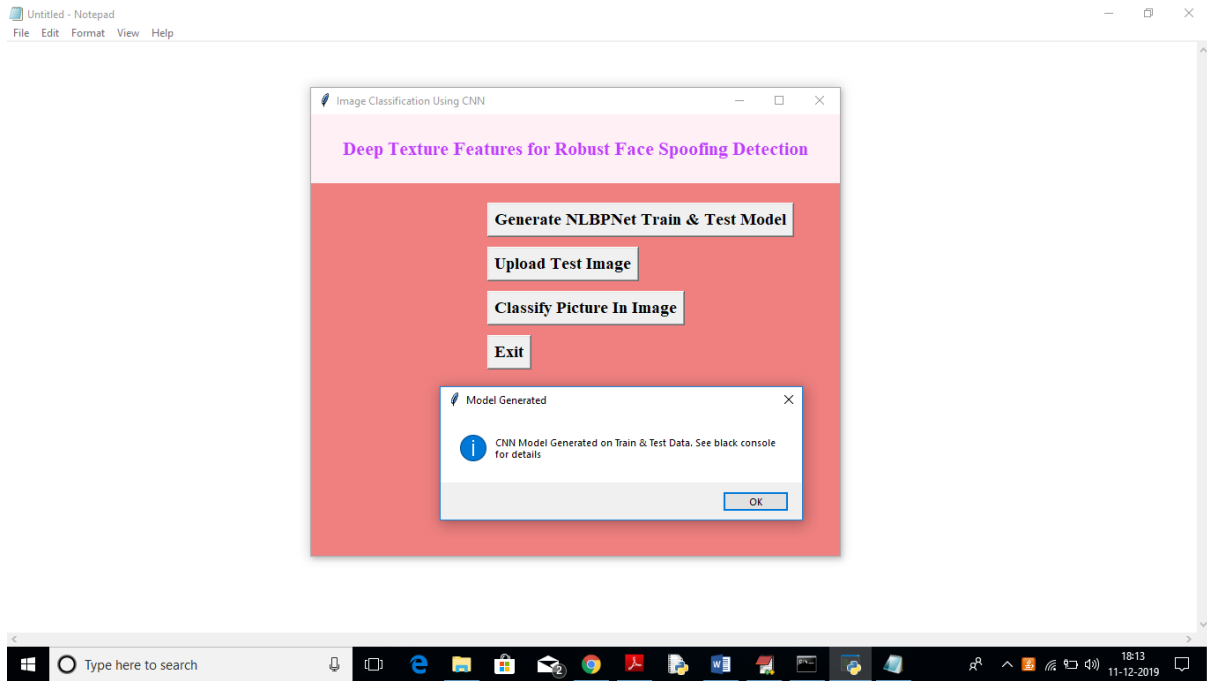 Untitled - Notepad
File Edit Format View Help
Image Classification Using CNN
Deep Texture Features for Robust Face Spoofing Detection
Generate NLBPNet Train & Test Model
Upload Test Image
Classify Picture In Image
Exit
Model Generated
CNN Model Generated on Train & Test Data. See black console
for details
OK
Type here to search
2
18:13
11-12-2019